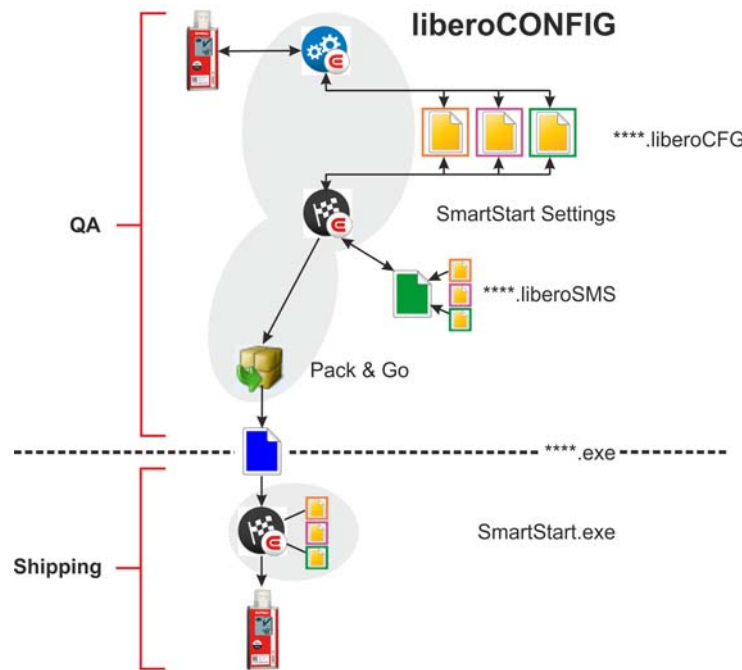 liberoCONFIG
****.liberoCFG
QA
SmartStart Settings
****.liberoSMS
Pack & Go
****.exe
SmartStart.exe
Shipping